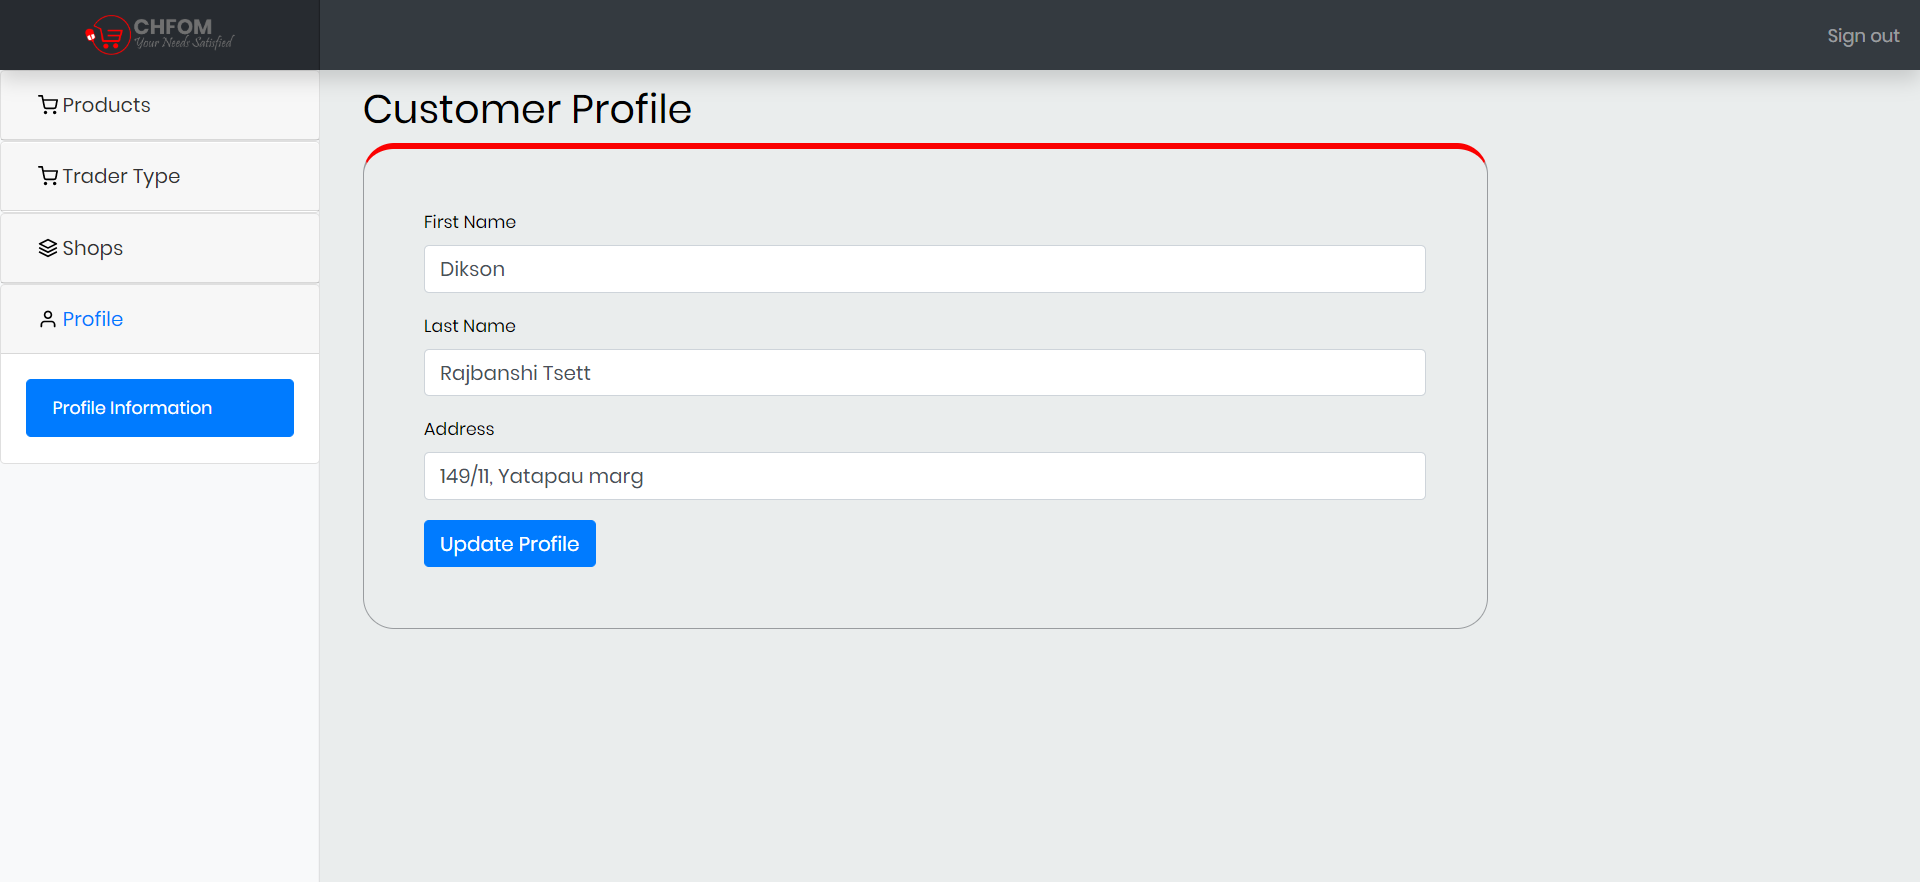 CHFOM
Your Needs Satisfied
Sign out
Products
Trader Type
Shops
Profile
Profile Information
Customer Profile
First Name
Dikson
Last Name
Rajbanshi Tsett
Address
149/11, Yatapau marg
Update Profile